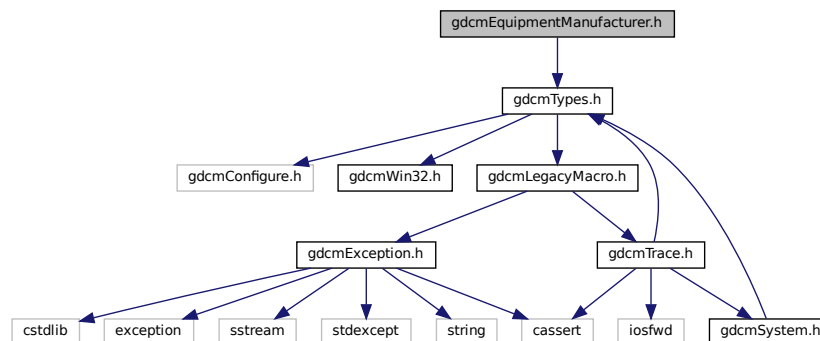 gdcmEquipmentManufacturer.h
gdcmTypes.h
gdcmConfigure.h
gdcmWin32.h
gdcmLegacyMacro.h
gdcmException.h
gdcmTrace.h
cstdlib
exception
sstream
stdexcept
string
cassert
iosfwd
gdcmSystem.h